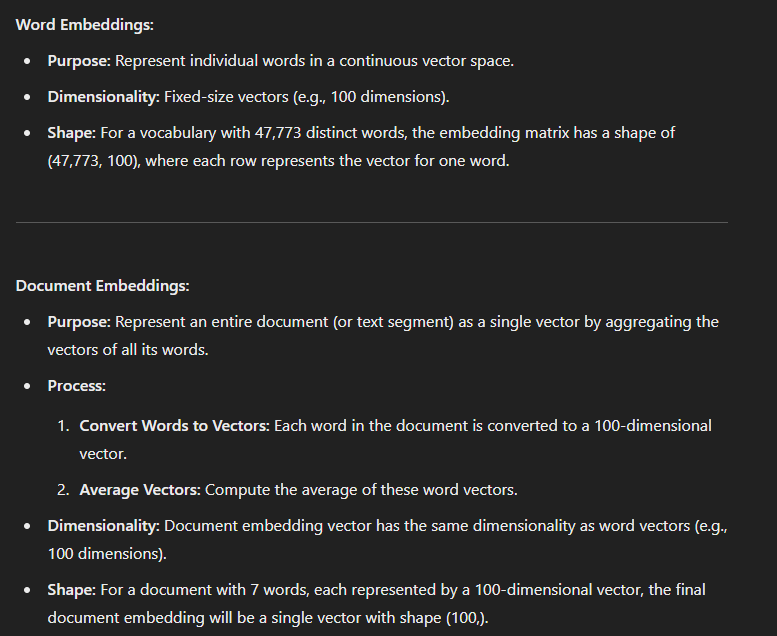 Word Embeddings:
• Purpose: Represent individual words in a continuous vector space.
• Dimensionality: Fixed-size vectors (e.g., 100 dimensions).
• Shape: For a vocabulary with 47,773 distinct words, the embedding matrix has a shape of
(47,773, 100), where each row represents the vector for one word.
Document Embeddings:
• Purpose: Represent an entire document (or text segment) as a single vector by aggregating the
vectors of all its words.
• Process:
1. Convert Words to Vectors: Each word in the document is converted to a 100-dimensional
vector.
2. Average Vectors: Compute the average of these word vectors.
• Dimensionality: Document embedding vector has the same dimensionality as word vectors (e.g.,
100 dimensions).
• Shape: For a document with 7 words, each represented by a 100-dimensional vector, the final
document embedding will be a single vector with shape (100,).